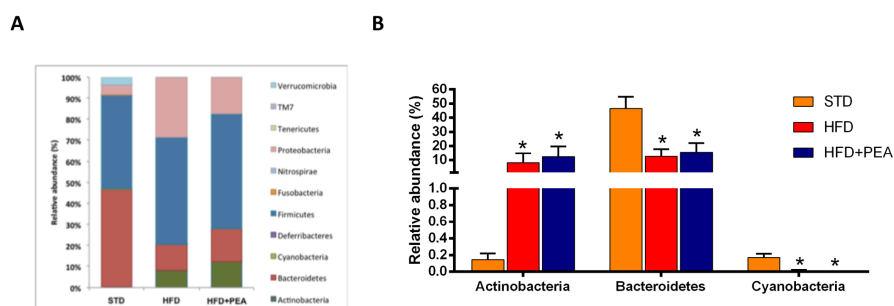 A
B
100%
90%
80%
70%
60%
50%
40%
30%
20%
10%
0%
Relative abundance (%)
STD
HFD
HFD+PEA
Verrucomicrobia
TM7
Tenericutes
Proteobacteria
Nitrospirae
Fusobacteria
Firmicutes
Deferribacteres
Cyanobacteria
Bacteroidetes
Actinobacteria
Relative abundance (%)
60
50
40
30
20
10
1.0
0.8
0.6
0.4
0.2
0.0
* * * * * *
Actinobacteria Bacteroidetes Cyanobacteria
STD
HFD
HFD+PEA